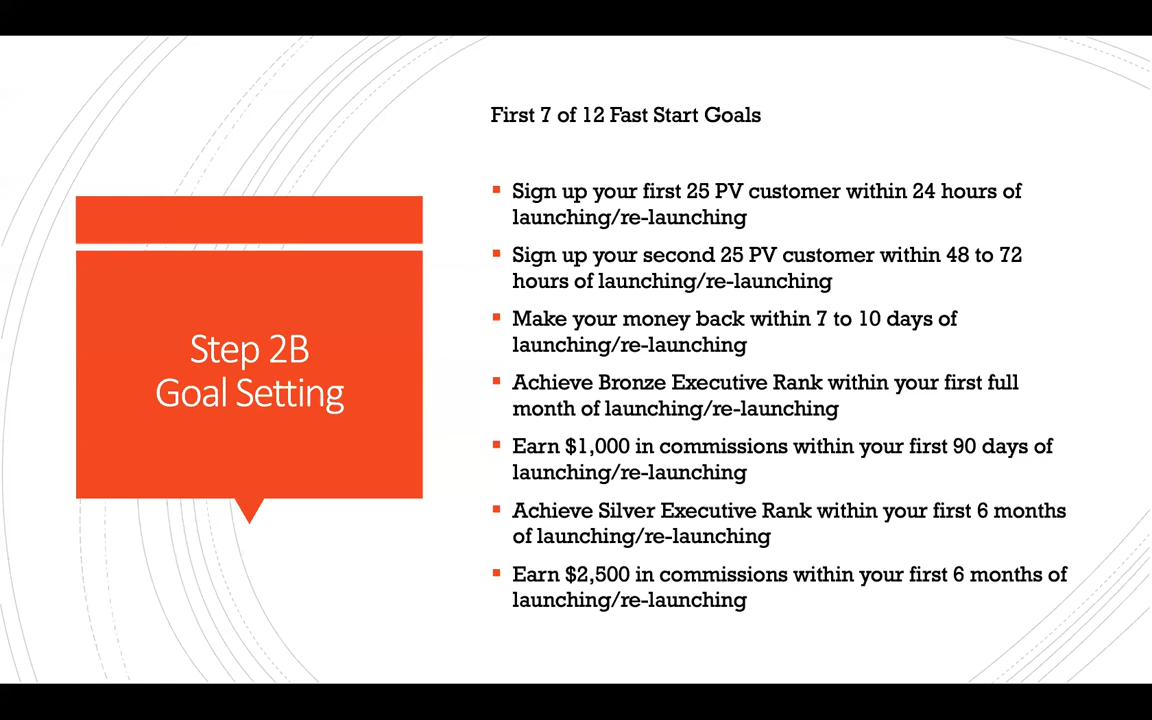 First 7 of 12 Fast Start Goals
Step 2B
Goal Setting
▪ Sign up your first 25 PV customer within 24 hours of
launching/re-launching
▪ Sign up your second 25 PV customer within 48 to 72
hours of launching/re-launching
▪ Make your money back within 7 to 10 days of
launching/re-launching
▪ Achieve Bronze Executive Rank within your first full
month of launching/re-launching
▪ Earn $1,000 in commissions within your first 90 days of
launching/re-launching
▪ Achieve Silver Executive Rank within your first 6 months
of launching/re-launching
▪ Earn $2,500 in commissions within your first 6 months of
launching/re-launching